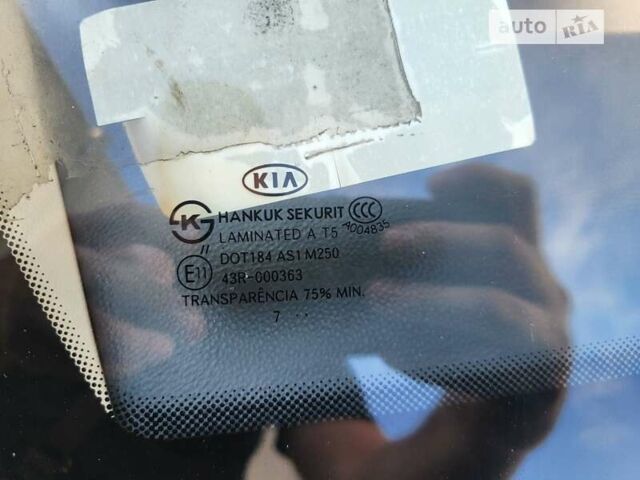 auto RIA
KIA
KS HANKUK SEKURIT CCC
LAMINATED A T5 A004835
DOT184 AS1 M250
E11 43R-000363
TRANSPARÊNCIA 75% MIN.
7 ..